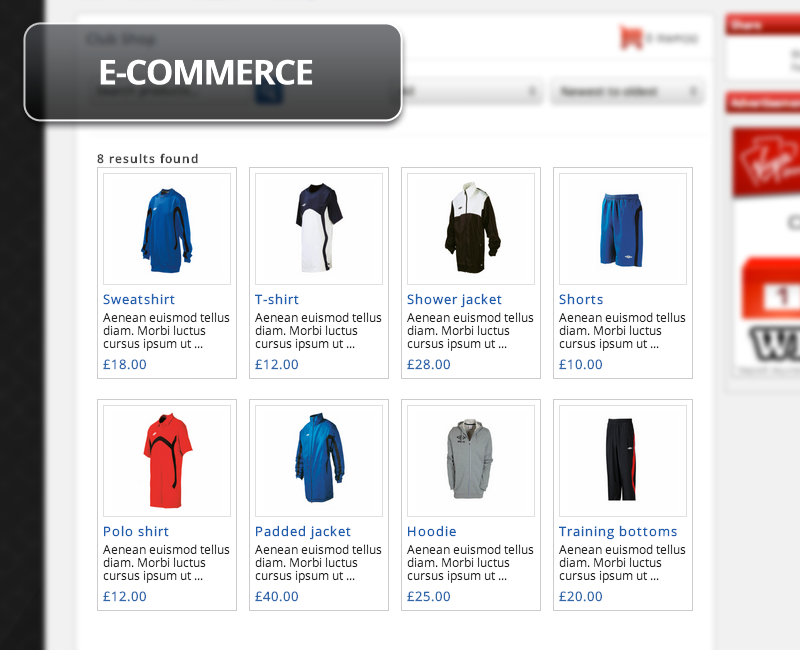 Club Shop
0 item(s)
E-COMMERCE
Newest to oldest
Share
8 results found
Sweatshirt
Aenean euismod tellus
diam. Morbi luctus
cursus ipsum ut ...
£18.00
T-shirt
Aenean euismod tellus
diam. Morbi luctus
cursus ipsum ut ...
£12.00
Shower jacket
Aenean euismod tellus
diam. Morbi luctus
cursus ipsum ut ...
£28.00
Shorts
Aenean euismod tellus
diam. Morbi luctus
cursus ipsum ut ...
£10.00
Polo shirt
Aenean euismod tellus
diam. Morbi luctus
cursus ipsum ut ...
£12.00
Padded jacket
Aenean euismod tellus
diam. Morbi luctus
cursus ipsum ut ...
£40.00
Hoodie
Aenean euismod tellus
diam. Morbi luctus
cursus ipsum ut ...
£25.00
Training bottoms
Aenean euismod tellus
diam. Morbi luctus
cursus ipsum ut ...
£20.00
Virgin
1